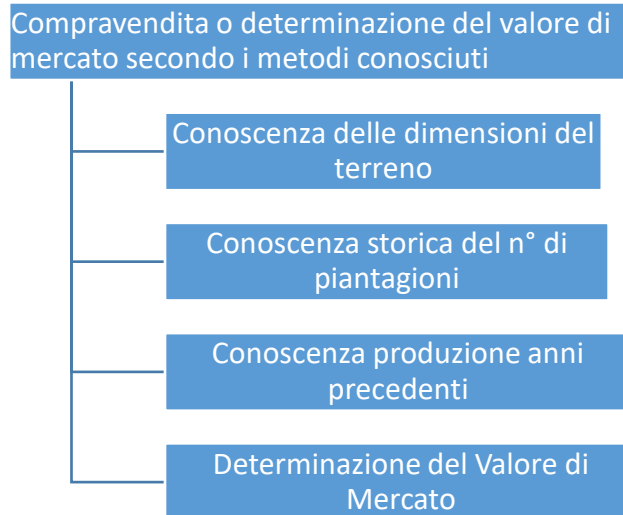 Compravendita o determinazione del valore di
mercato secondo i metodi conosciuti
Conoscenza delle dimensioni del
terreno
Conoscenza storica del n° di
piantagioni
Conoscenza produzione anni
precedenti
Determinazione del Valore di
Mercato